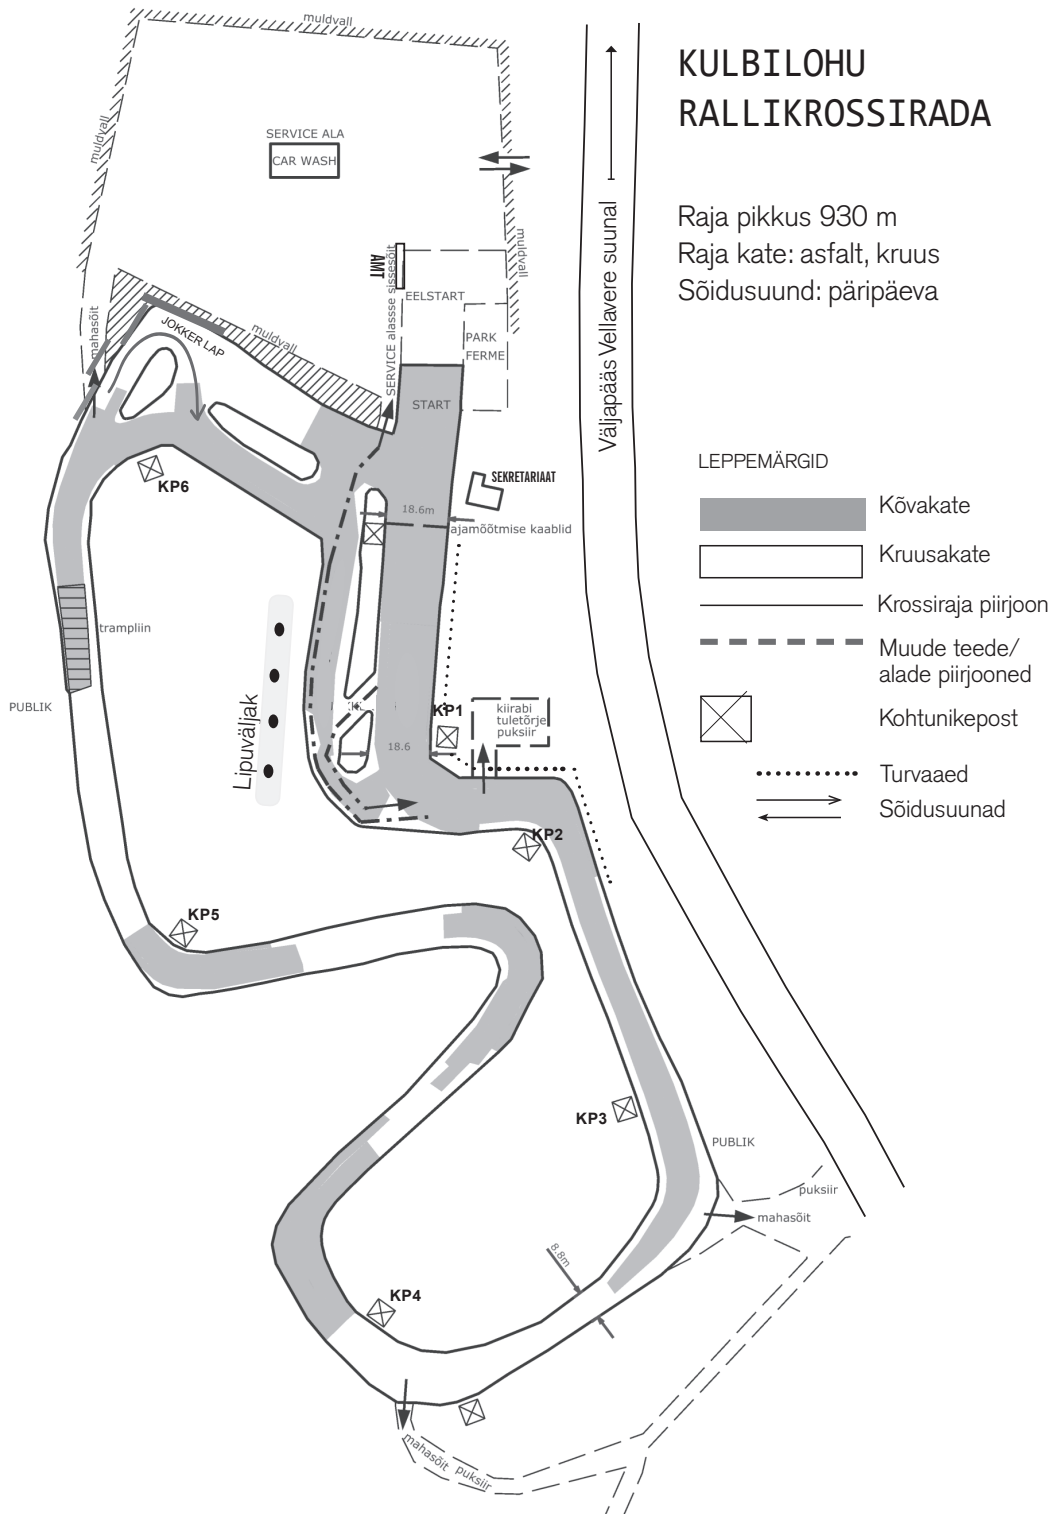 muldvall
KULBILOHU
RALLIKROSSIRADA
SERVICE ALA
CAR WASH
muldvall
Raja pikkus 930 m
Raja kate: asfalt, kruus
Sõidusuund: päripäeva
Väljapääs Vellavere suunal
muldvall
AMT
SERVICE alassse sissesõit
EELSTART
PARK
FERME
mahasõit
JOKKER LAP
muldvall
START
LEPPEMÄRGID
Kõvakate
Kruusakate
Krossiraja piirjoon
Muude teede/
alade piirjooned
Kohtunikepost
Turvaaed
Sõidusuunad
KP6
SEKRETARIAAT
18.6m
ajamõõtmise kaablid
trampliin
PUBLIK
Lipuväljak
KP1
kiirabi
tuletõrje
puksiir
18.6
KP2
KP5
KP3
PUBLIK
puksiir
mahasõit
8.8m
KP4
mahasõit puksiir